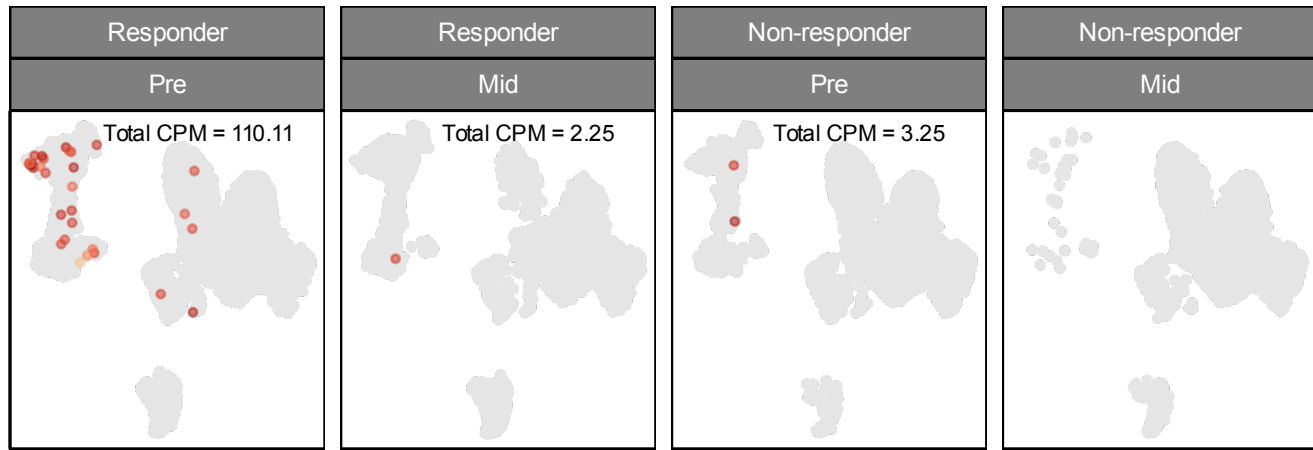 Responder
Responder
Non-responder
Non-responder
Pre
Mid
Pre
Mid
Total CPM = 110.11
Total CPM = 2.25
Total CPM = 3.25